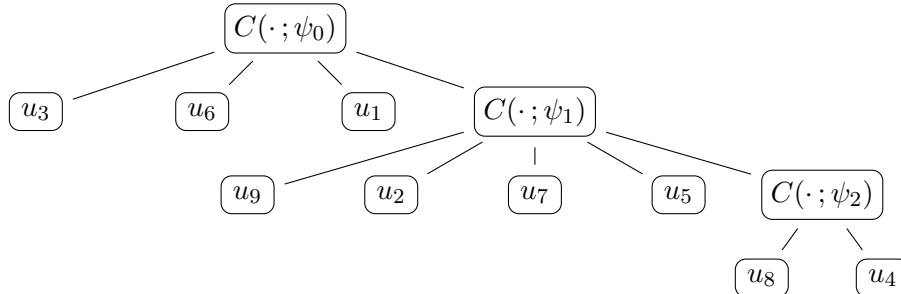 C(· ; ψ₀)
u₃ u₆ u₁ C(· ; ψ₁)
u₉ u₂ u₇ u₅ C(· ; ψ₂)
u₈ u₄